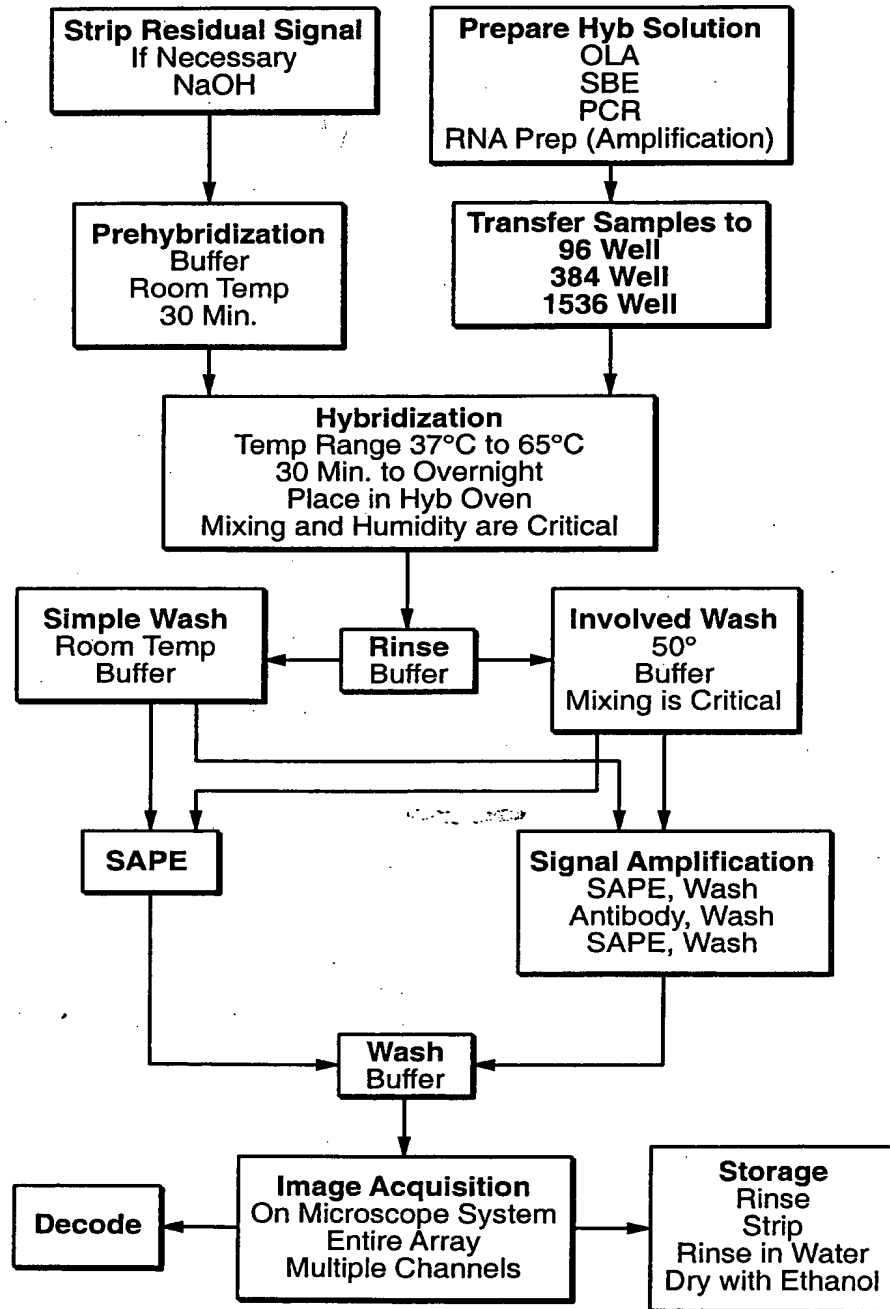 Strip Residual Signal
If Necessary
NaOH
Prepare Hyb Solution
OLA
SBE
PCR
RNA Prep (Amplification)
Prehybridization
Buffer
Room Temp
30 Min.
Transfer Samples to
96 Well
384 Well
1536 Well
Hybridization
Temp Range 37°C to 65°C
30 Min. to Overnight
Place in Hyb Oven
Mixing and Humidity are Critical
Simple Wash
Room Temp
Buffer
Rinse
Buffer
Involved Wash
50°
Buffer
Mixing is Critical
SAPE
Signal Amplification
SAPE, Wash
Antibody, Wash
SAPE, Wash
Wash
Buffer
Decode
Image Acquisition
On Microscope System
Entire Array
Multiple Channels
Storage
Rinse
Strip
Rinse in Water
Dry with Ethanol